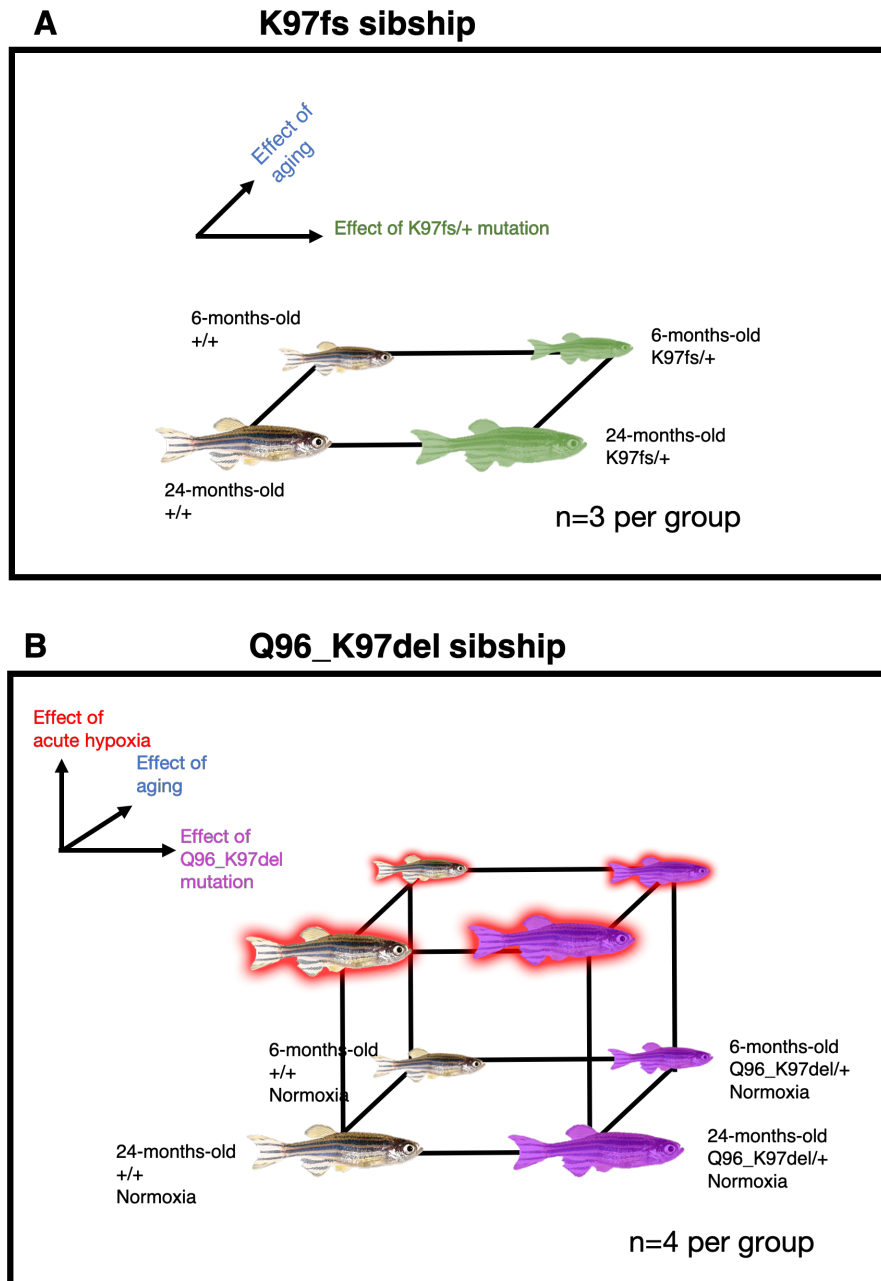 A
K97fs sibship
Effect of
aging
Effect of K97fs/+ mutation
6-months-old
+/+
6-months-old
K97fs/+
24-months-old
K97fs/+
24-months-old
+/+
n=3 per group
B
Q96_K97del sibship
Effect of
acute hypoxia
Effect of
aging
Effect of
Q96_K97del
mutation
6-months-old
+/+
Normoxia
6-months-old
Q96_K97del/+
Normoxia
24-months-old
+/+
Normoxia
24-months-old
Q96_K97del/+
Normoxia
n=4 per group